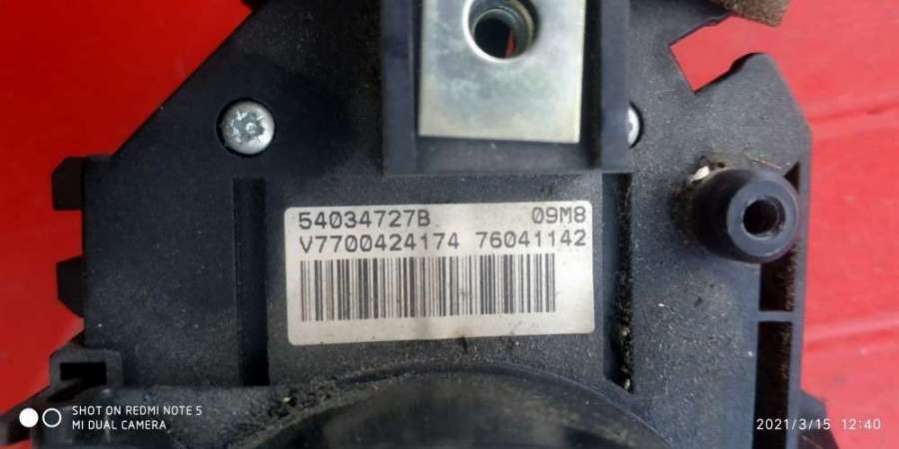 54034727B 09M8
V7700424174 76041142
SHOT ON REDMI NOTE 5
MI DUAL CAMERA
2021/3/15 12:40